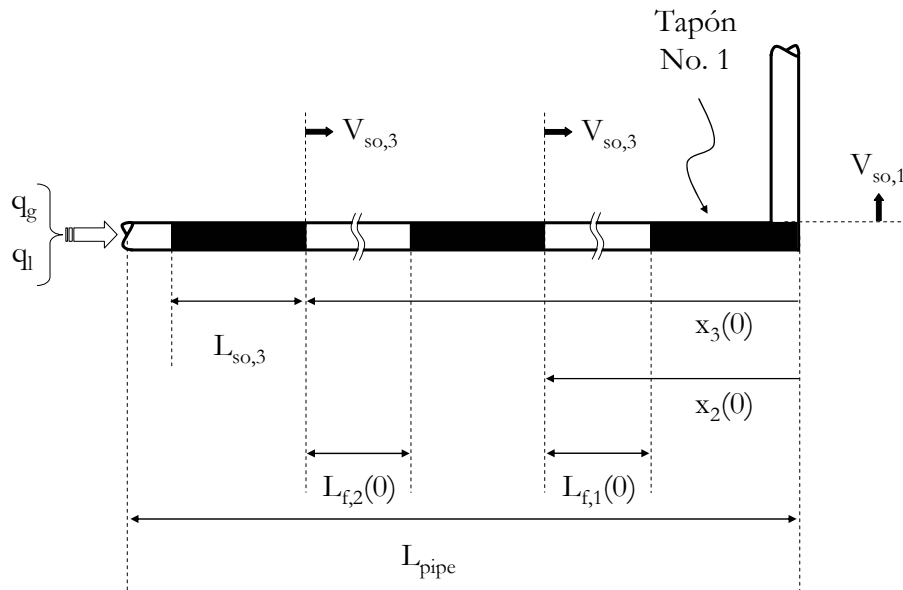 Tapón
No. 1
V_so,3
V_so,3
V_so,1
q_g
q_l
x_3(0)
L_so,3
x_2(0)
L_f,2(0)
L_f,1(0)
L_pipe